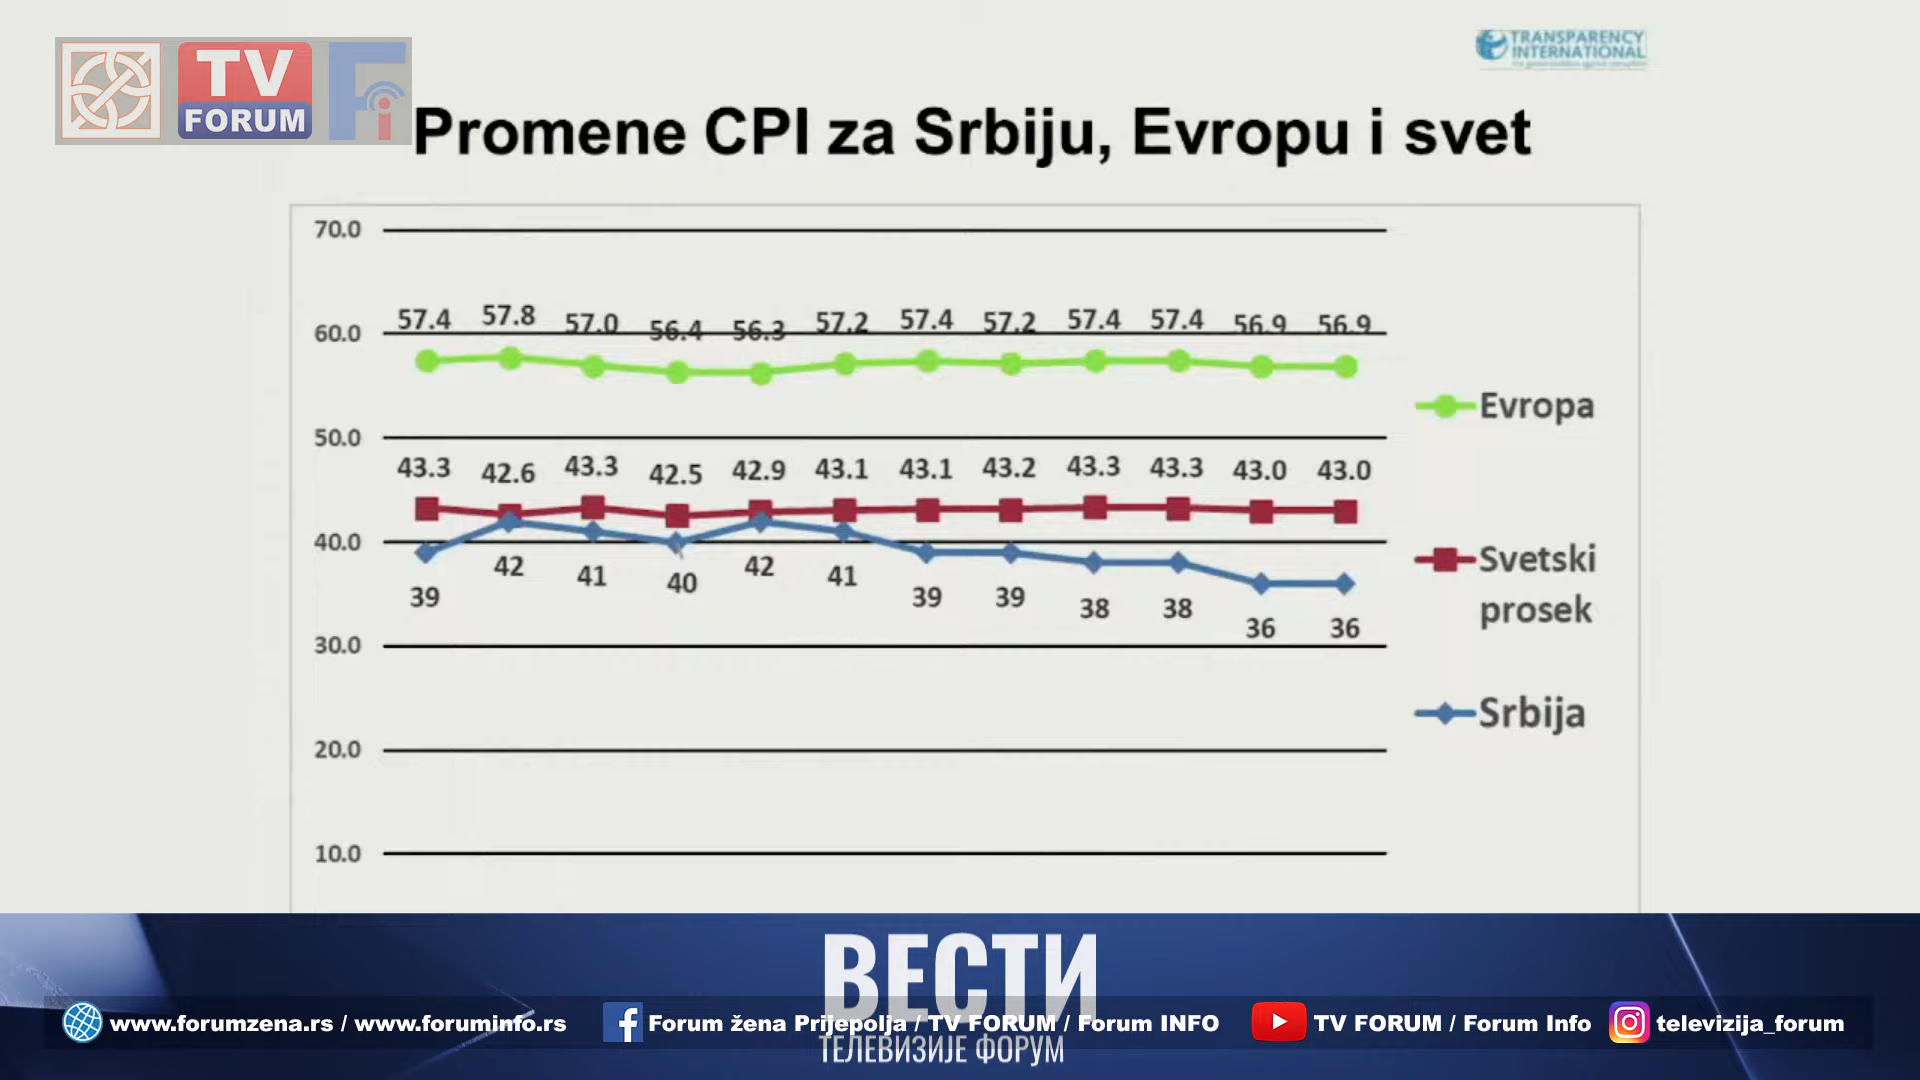 TV
FORUM
Fi
TRANSPARENCY
INTERNATIONAL
Promene CPI za Srbiju, Evropu i svet
70.0
57.4 57.8 57.0 56.4 56.3 57.2 57.4 57.2 57.4 57.4 56.9 56.9
60.0
Evropa
50.0
43.3 42.6 43.3 42.5 42.9 43.1 43.1 43.2 43.3 43.3 43.0 43.0
40.0
Svetski
prosek
39 42 41 40 42 41 39 39 38 38 36 36
30.0
Srbija
20.0
10.0
ВЕСТИ
www.forumzena.rs / www.foruminfo.rs
Forum žena Prijepolja / TV FORUM / Forum INFO
TV FORUM / Forum Info
televizija_forum
ТЕЛЕВИЗИЈЕ ФОРУМ